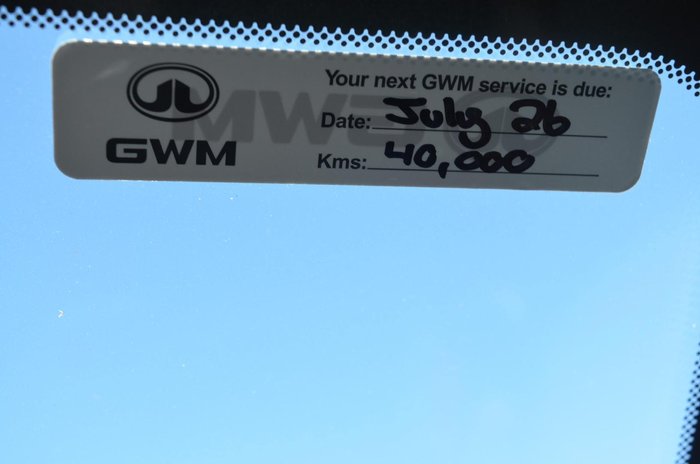 GWM
Your next GWM service is due:
Date: July 26
Kms: 40,000